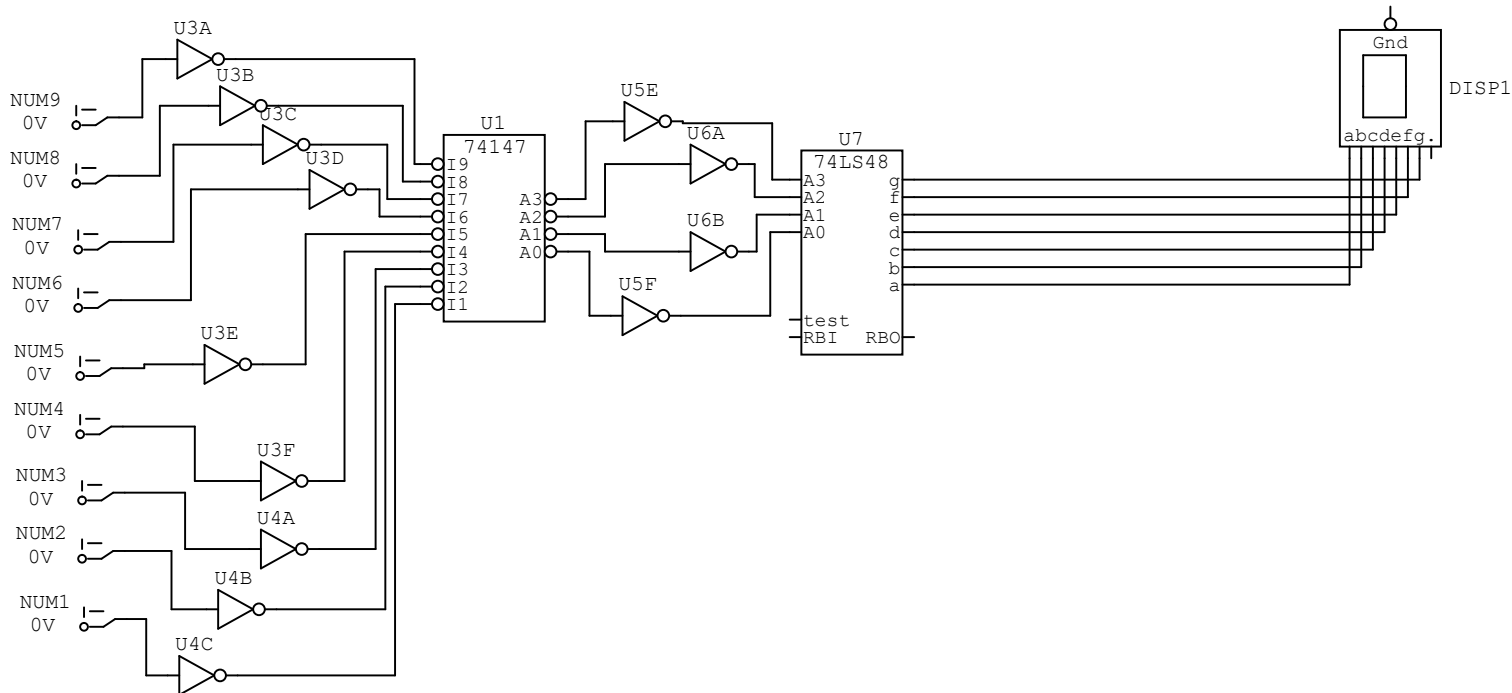 U3A
U3B
U3C
U3D
U3E
U3F
U4A
U4B
U4C
NUM9
0V
NUM8
0V
NUM7
0V
NUM6
0V
NUM5
0V
NUM4
0V
NUM3
0V
NUM2
0V
NUM1
0V
U1
74147
I9
I8
I7
I6
I5
I4
I3
I2
I1
A3
A2
A1
A0
U5E
U6A
U6B
U5F
U7
74LS48
A3
A2
A1
A0
test
RBI
g
f
e
d
c
b
a
RBO
Gnd
abcdefg.
DISP1